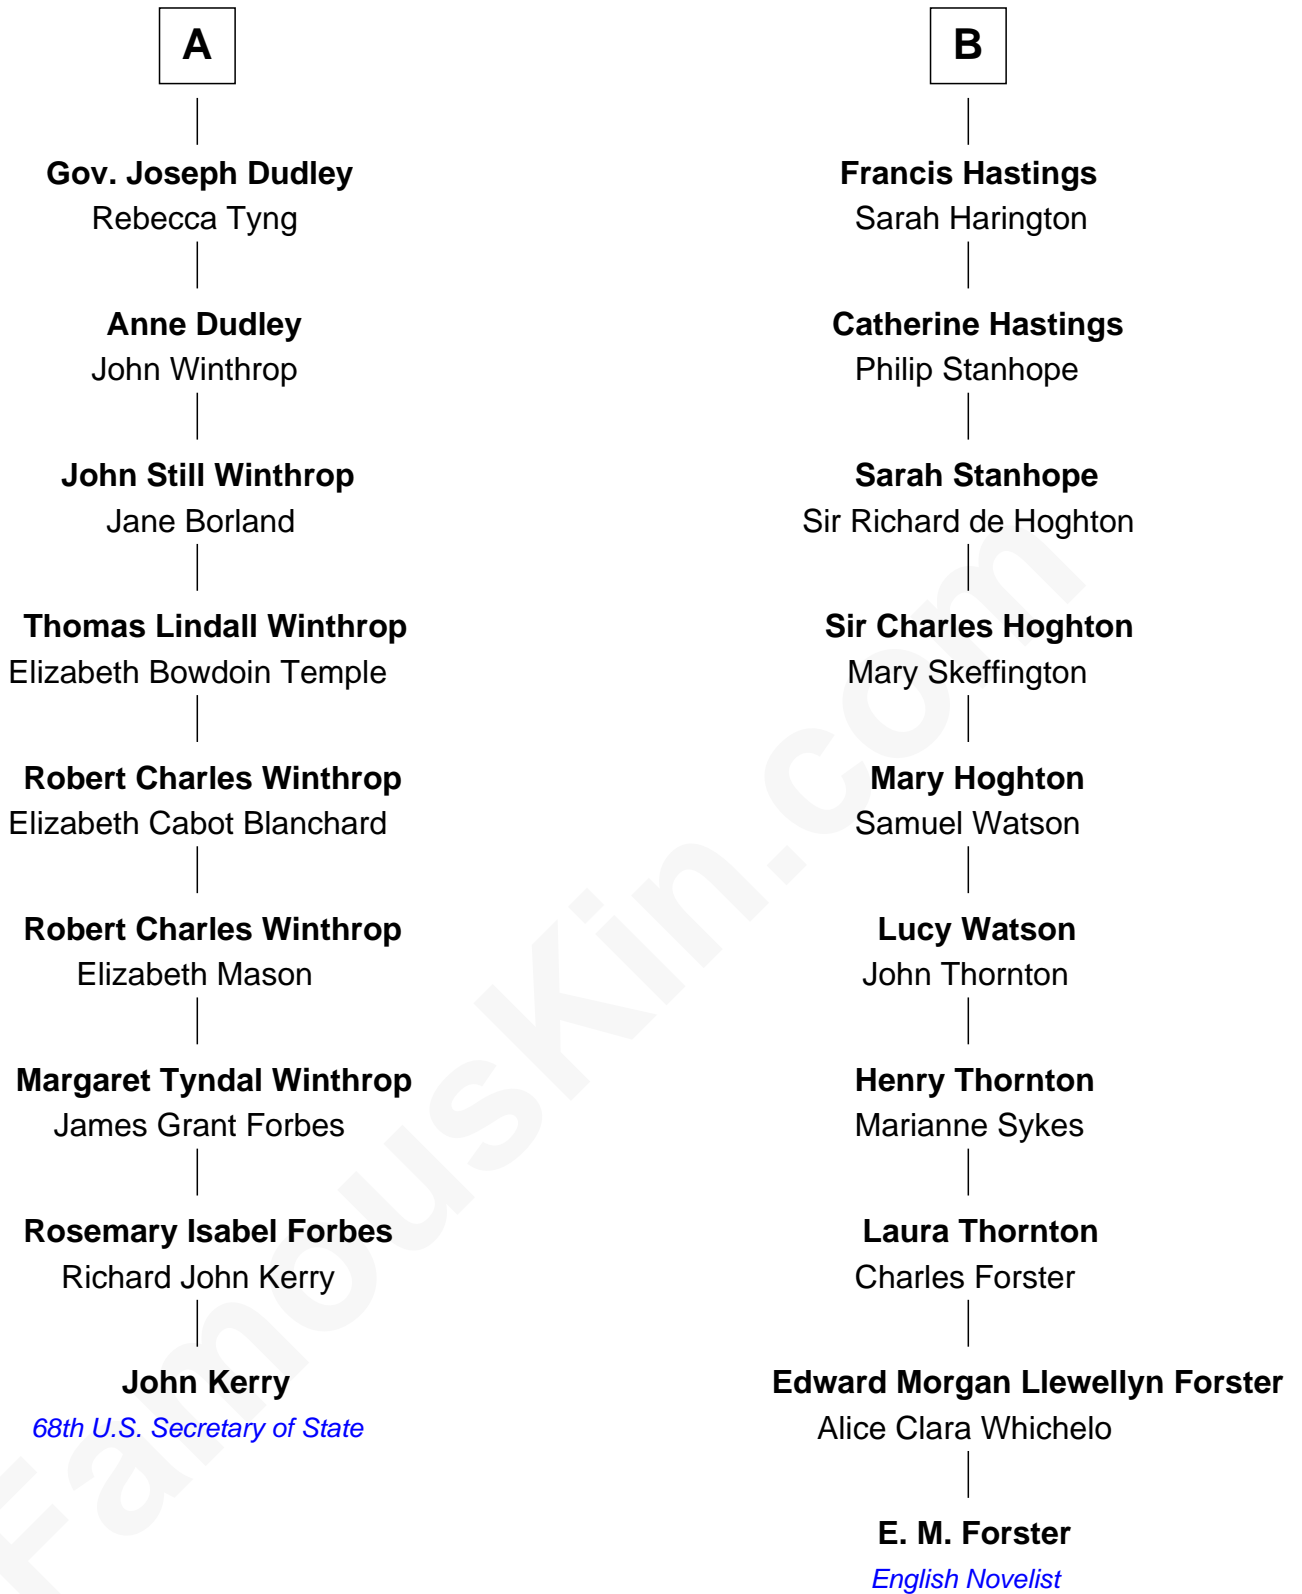 A
Gov. Joseph Dudley
Rebecca Tyng
Anne Dudley
John Winthrop
John Still Winthrop
Jane Borland
Thomas Lindall Winthrop
Elizabeth Bowdoin Temple
Robert Charles Winthrop
Elizabeth Cabot Blanchard
Robert Charles Winthrop
Elizabeth Mason
Margaret Tyndal Winthrop
James Grant Forbes
Rosemary Isabel Forbes
Richard John Kerry
John Kerry
68th U.S. Secretary of State
B
Francis Hastings
Sarah Harington
Catherine Hastings
Philip Stanhope
Sarah Stanhope
Sir Richard de Hoghton
Sir Charles Hoghton
Mary Skeffington
Mary Hoghton
Samuel Watson
Lucy Watson
John Thornton
Henry Thornton
Marianne Sykes
Laura Thornton
Charles Forster
Edward Morgan Llewellyn Forster
Alice Clara Whichelo
E. M. Forster
English Novelist
FamousKin.com